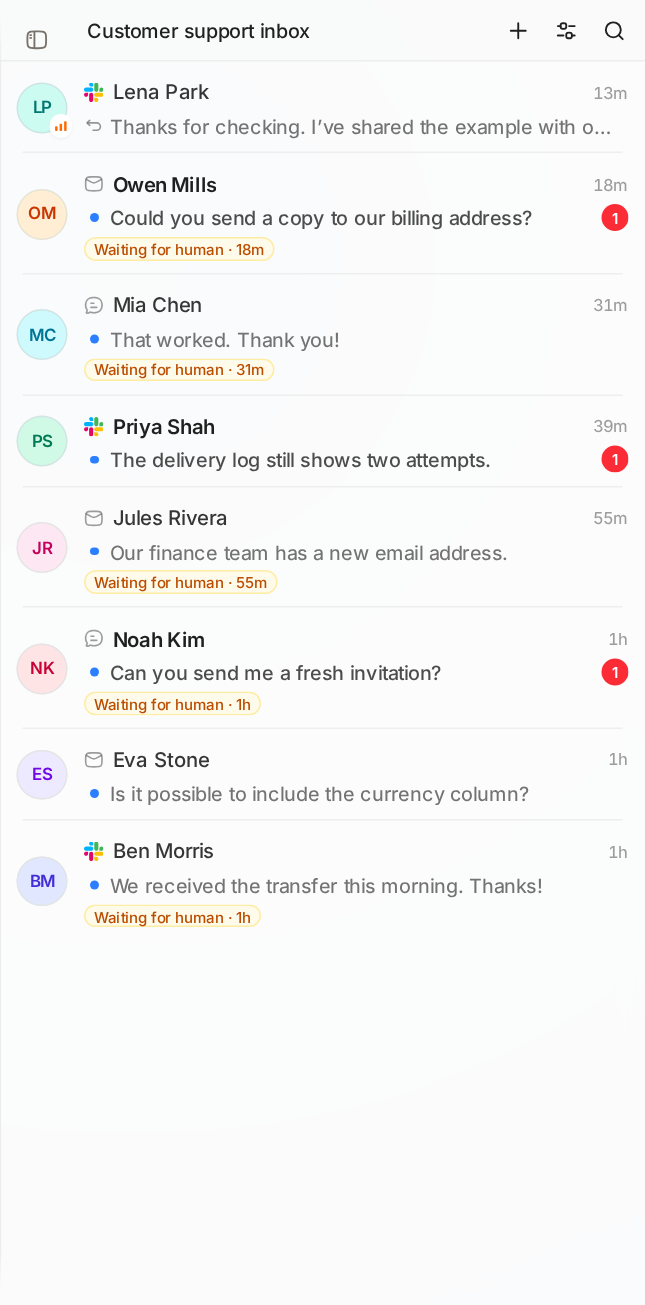 Customer support inbox
LP
Lena Park
13m
Thanks for checking. I’ve shared the example with o...
Owen Mills
18m
OM
Could you send a copy to our billing address?
1
Waiting for human · 18m
Mia Chen
31m
MC
That worked. Thank you!
Waiting for human · 31m
Priya Shah
39m
PS
The delivery log still shows two attempts.
1
Jules Rivera
55m
JR
Our finance team has a new email address.
Waiting for human · 55m
Noah Kim
1h
NK
Can you send me a fresh invitation?
1
Waiting for human · 1h
Eva Stone
1h
ES
Is it possible to include the currency column?
Ben Morris
1h
BM
We received the transfer this morning. Thanks!
Waiting for human · 1h